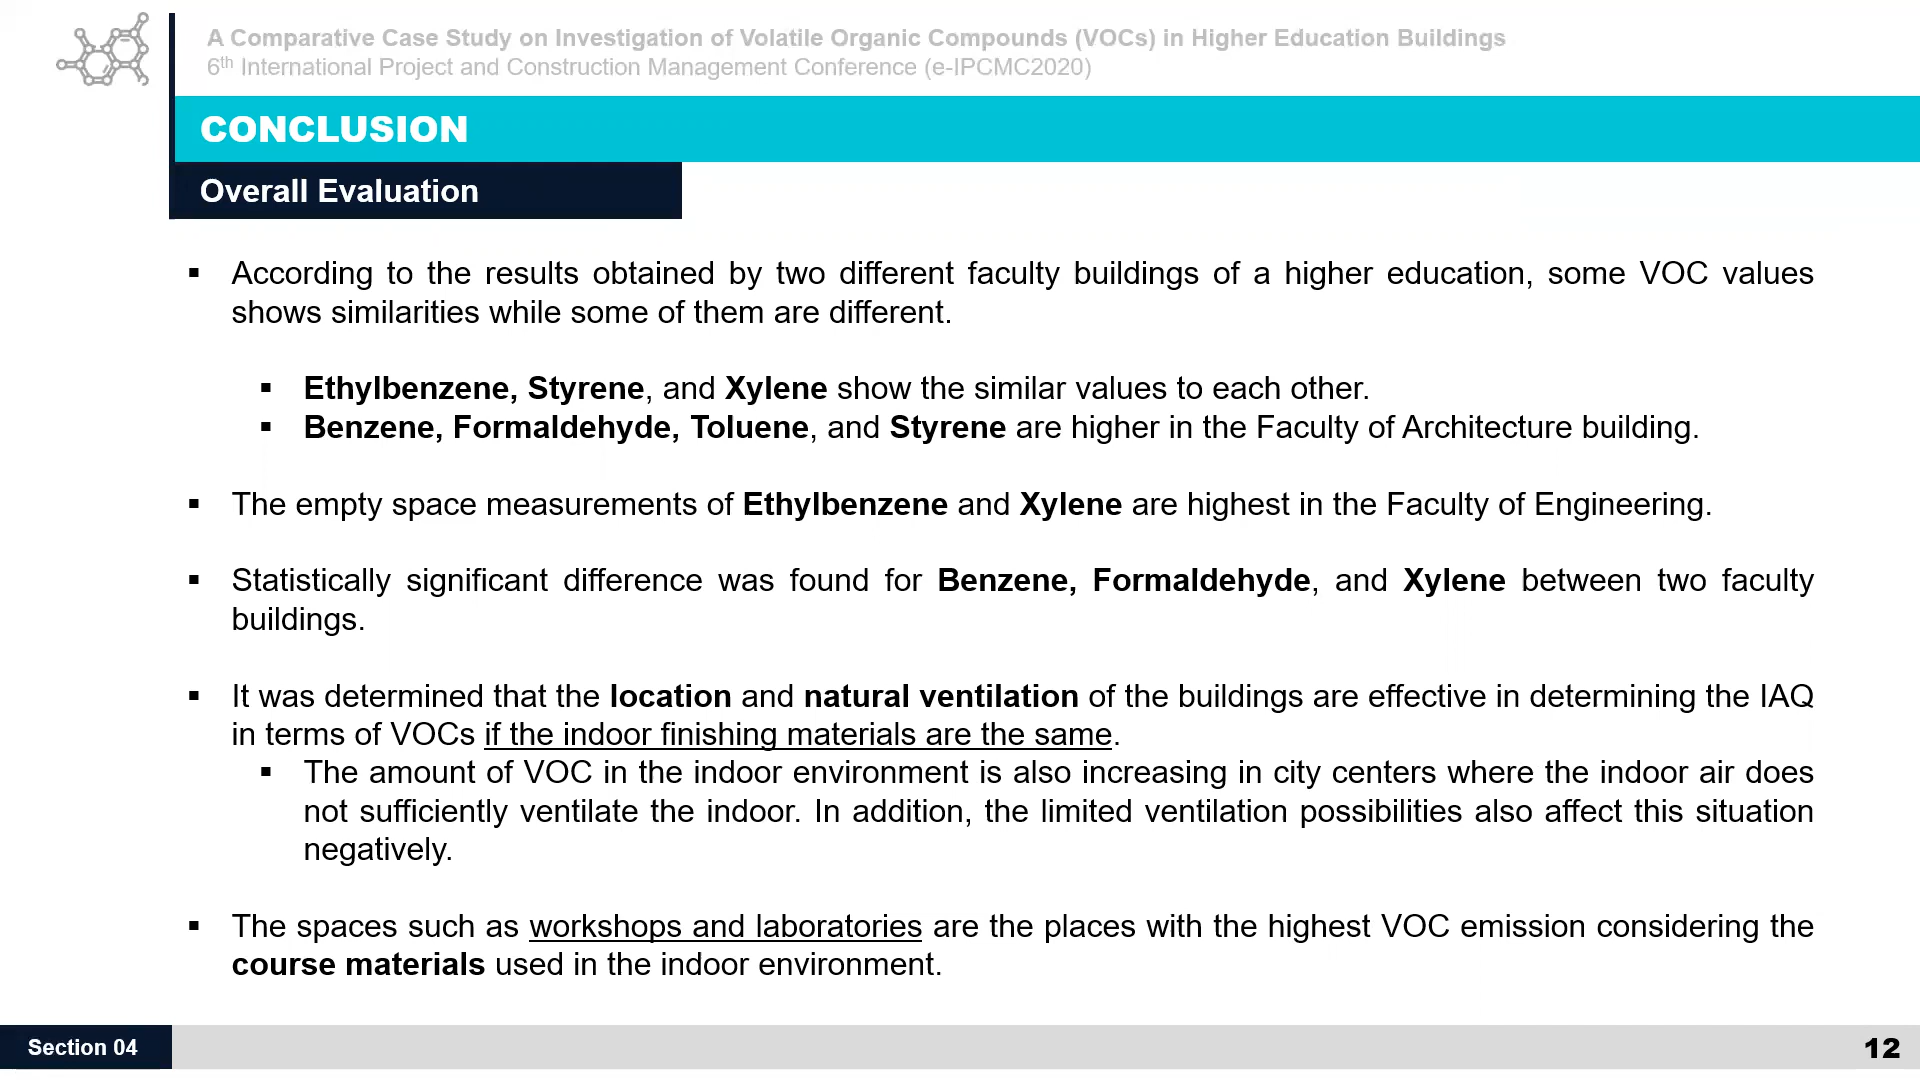 A Comparative Case Study on Investigation of Volatile Organic Compounds (VOCs) in Higher Education Buildings
6th International Project and Construction Management Conference (e-IPCMC2020)
CONCLUSION
Overall Evaluation
▪ According to the results obtained by two different faculty buildings of a higher education, some VOC values
shows similarities while some of them are different.
▪ Ethylbenzene, Styrene, and Xylene show the similar values to each other.
▪ Benzene, Formaldehyde, Toluene, and Styrene are higher in the Faculty of Architecture building.
▪ The empty space measurements of Ethylbenzene and Xylene are highest in the Faculty of Engineering.
▪ Statistically significant difference was found for Benzene, Formaldehyde, and Xylene between two faculty
buildings.
▪ It was determined that the location and natural ventilation of the buildings are effective in determining the IAQ
in terms of VOCs if the indoor finishing materials are the same.
▪ The amount of VOC in the indoor environment is also increasing in city centers where the indoor air does
not sufficiently ventilate the indoor. In addition, the limited ventilation possibilities also affect this situation
negatively.
▪ The spaces such as workshops and laboratories are the places with the highest VOC emission considering the
course materials used in the indoor environment.
Section 04
12